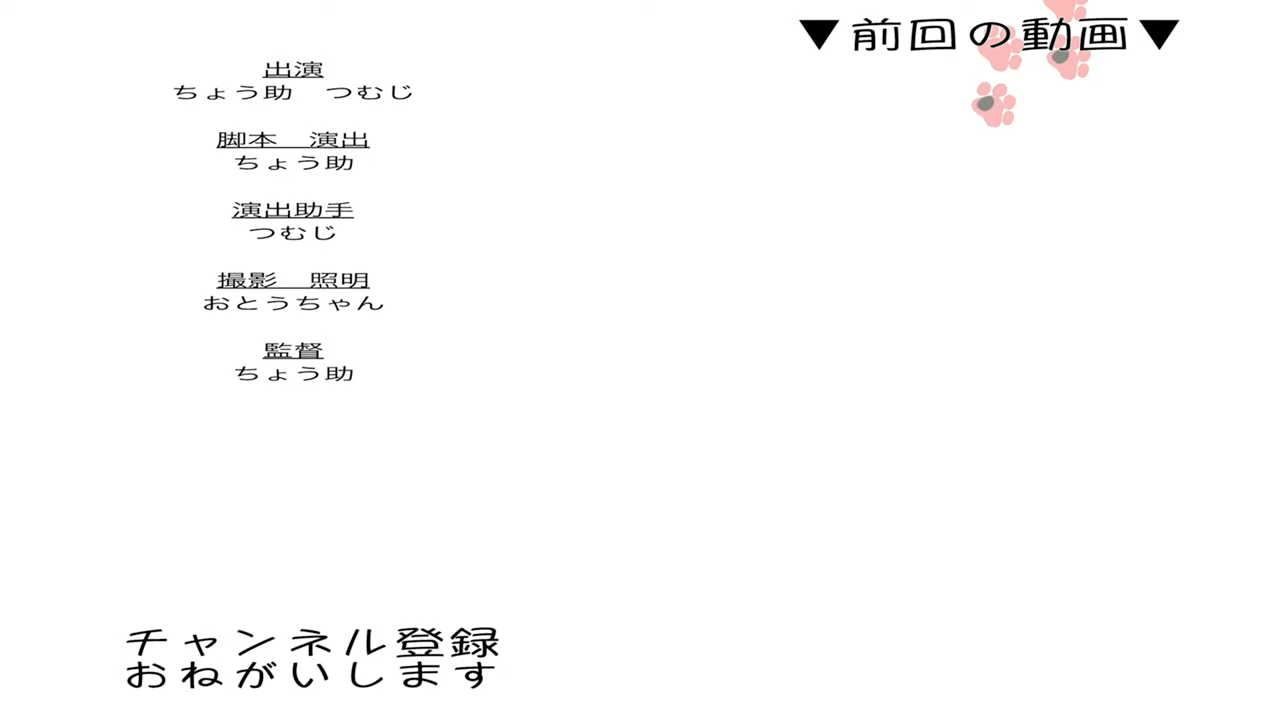 ▼前回の動画▼
出演
ちょう助　つむじ
脚本　演出
ちょう助
演出助手
つむじ
撮影　照明
おとうちゃん
監督
ちょう助
チャンネル登録
おねがいします